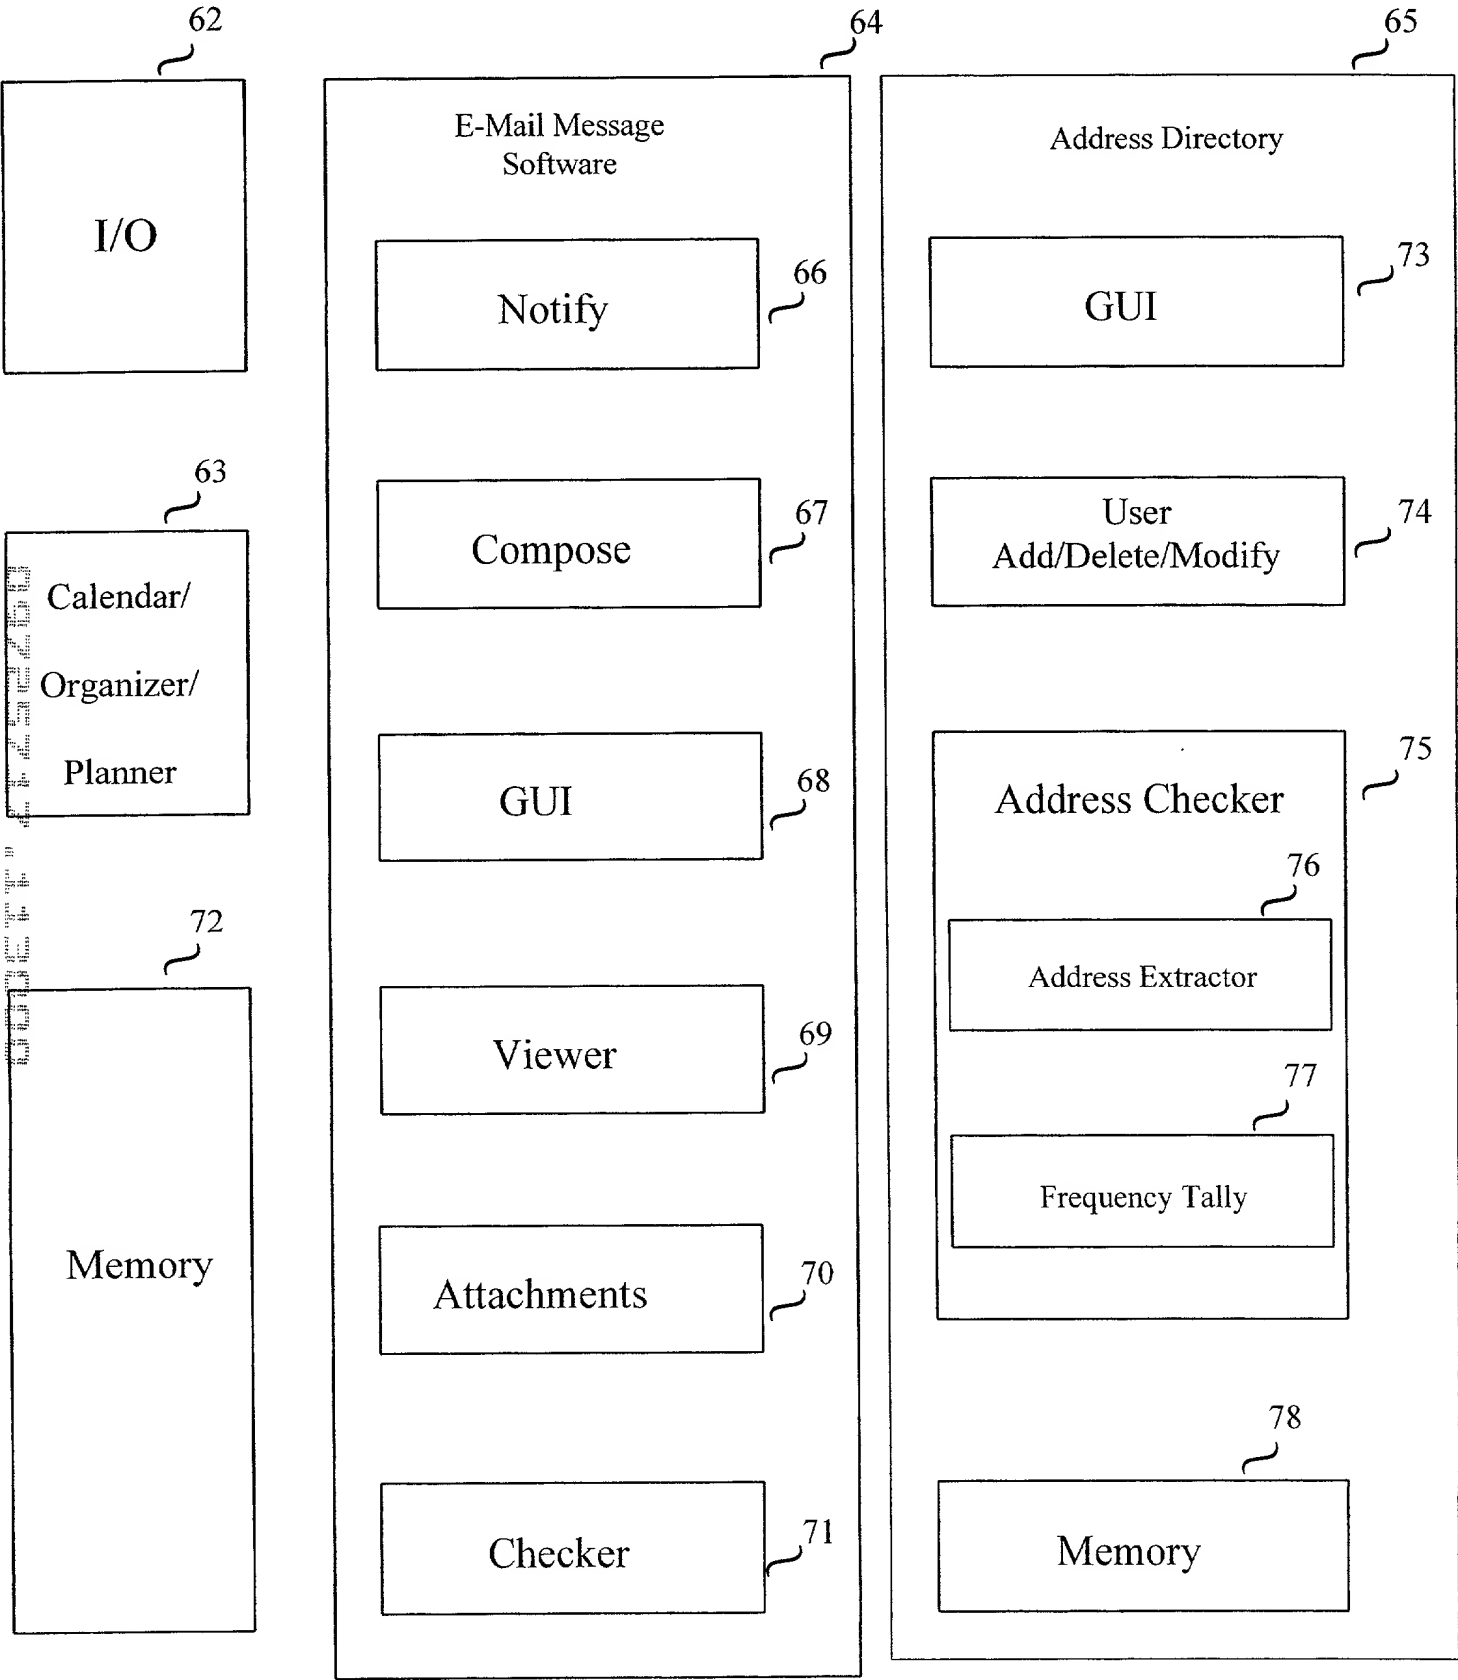 62
I/O
63
Calendar/
Organizer/
Planner
72
Memory
64
E-Mail Message
Software
66
Notify
67
Compose
68
GUI
69
Viewer
70
Attachments
71
Checker
65
Address Directory
73
GUI
74
User
Add/Delete/Modify
75
Address Checker
76
Address Extractor
77
Frequency Tally
78
Memory